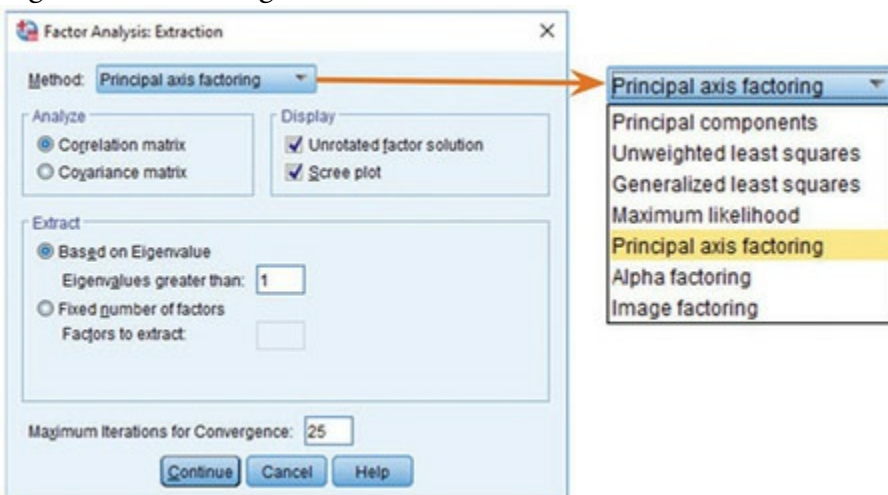 Factor Analysis: Extraction
Method: Principal axis factoring
Analyze
Correlation matrix
Covariance matrix
Display
Unrotated factor solution
Scree plot
Extract
Based on Eigenvalue
Eigenvalues greater than: 1
Fixed number of factors
Factors to extract:
Maximum Iterations for Convergence: 25
Continue Cancel Help
Principal axis factoring
Principal components
Unweighted least squares
Generalized least squares
Maximum likelihood
Principal axis factoring
Alpha factoring
Image factoring